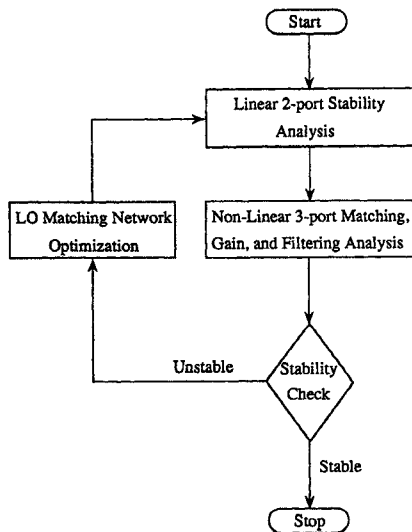 Start
Linear 2-port Stability
Analysis
LO Matching Network
Optimization
Non-Linear 3-port Matching,
Gain, and Filtering Analysis
Unstable
Stability
Check
Stable
Stop